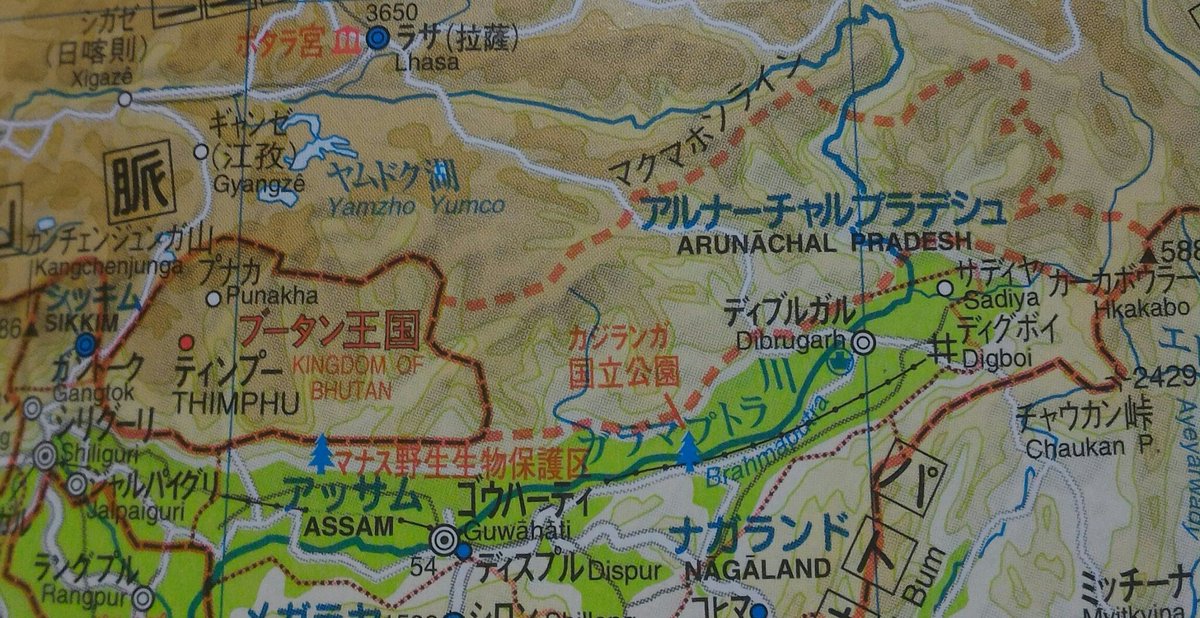 3650
ポタラ宮
ラサ(拉薩)
Lhasa
(日喀則)
Xigazê
ギャンゼ
(江孜)
Gyangzê
脈
ヤムドク湖
Yamzho Yumco
マクマホンライン
アルナーチャルプラデシュ
ARUNĀCHAL PRADESH
カンチェンジュンガ山
Kangchenjunga
プナカ
Punakha
シッキム
SIKKIM
ガントーク
Gangtok
ブータン王国
KINGDOM OF
BHUTAN
ティンプー
THIMPHU
カジランガ
国立公園
ディブルガル
Dibrugarh
サディヤ
Sadiya
ディグボイ
Digboi
カーカボウラー
Hkakabo
588
2429
チャウカン峠
Chaukan P.
シリグーリ
Shiliguri
ジャルパイグリ
Jalpaiguri
マナス野生生物保護区
ブラマプトラ
川
Brahmaputra
アッサム
ASSAM
ゴウハーティ
Guwāhāti
54
ディスプル Dispur
ナガランド
NAGĀLAND
ラングプル
Rangpur
メガラヤ
シロン
コヒマ
パ
Bum
ミッチーナ
Myitkyina